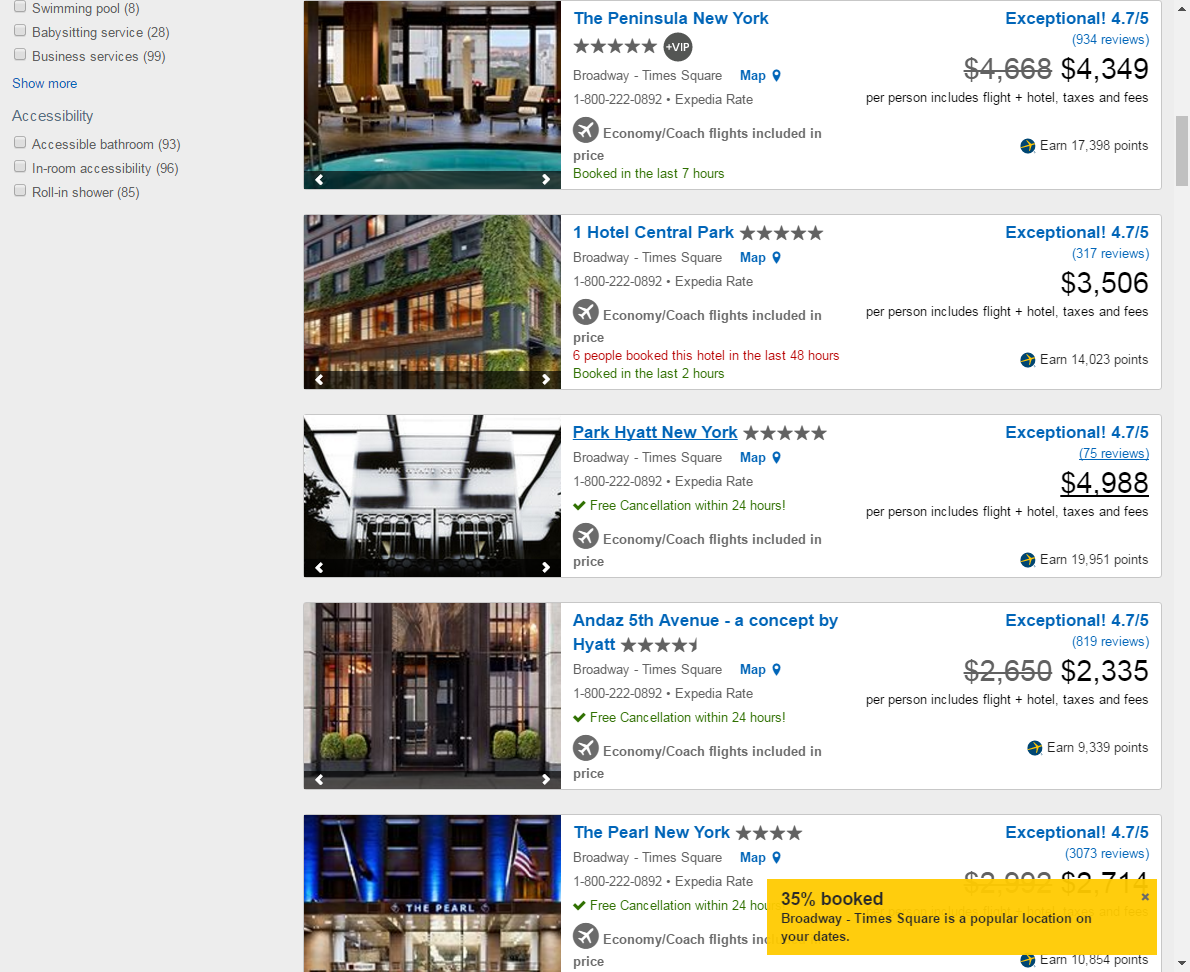 Swimming pool (8)
Babysitting service (28)
Business services (99)
Show more
Accessibility
Accessible bathroom (93)
In-room accessibility (96)
Roll-in shower (85)
The Peninsula New York
+VIP
Broadway - Times Square Map
1-800-222-0892 • Expedia Rate
Economy/Coach flights included in
price
Booked in the last 7 hours
Exceptional! 4.7/5
(934 reviews)
$4,668 $4,349
per person includes flight + hotel, taxes and fees
Earn 17,398 points
1 Hotel Central Park
Broadway - Times Square Map
1-800-222-0892 • Expedia Rate
Economy/Coach flights included in
price
6 people booked this hotel in the last 48 hours
Booked in the last 2 hours
Exceptional! 4.7/5
(317 reviews)
$3,506
per person includes flight + hotel, taxes and fees
Earn 14,023 points
PARK HYATT NEW YORK
Park Hyatt New York
Broadway - Times Square Map
1-800-222-0892 • Expedia Rate
Free Cancellation within 24 hours!
Economy/Coach flights included in
price
Exceptional! 4.7/5
(75 reviews)
$4,988
per person includes flight + hotel, taxes and fees
Earn 19,951 points
Andaz 5th Avenue - a concept by
Hyatt
Broadway - Times Square Map
1-800-222-0892 • Expedia Rate
Free Cancellation within 24 hours!
Economy/Coach flights included in
price
Exceptional! 4.7/5
(819 reviews)
$2,650 $2,335
per person includes flight + hotel, taxes and fees
Earn 9,339 points
THE PEARL
The Pearl New York
Broadway - Times Square Map
1-800-222-0892 • Expedia Rate
Free Cancellation within 24 hou
Economy/Coach flights inc
price
Exceptional! 4.7/5
(3073 reviews)
$2,992 $2,714
35% booked
Broadway - Times Square is a popular location on
your dates.
Earn 10,854 points